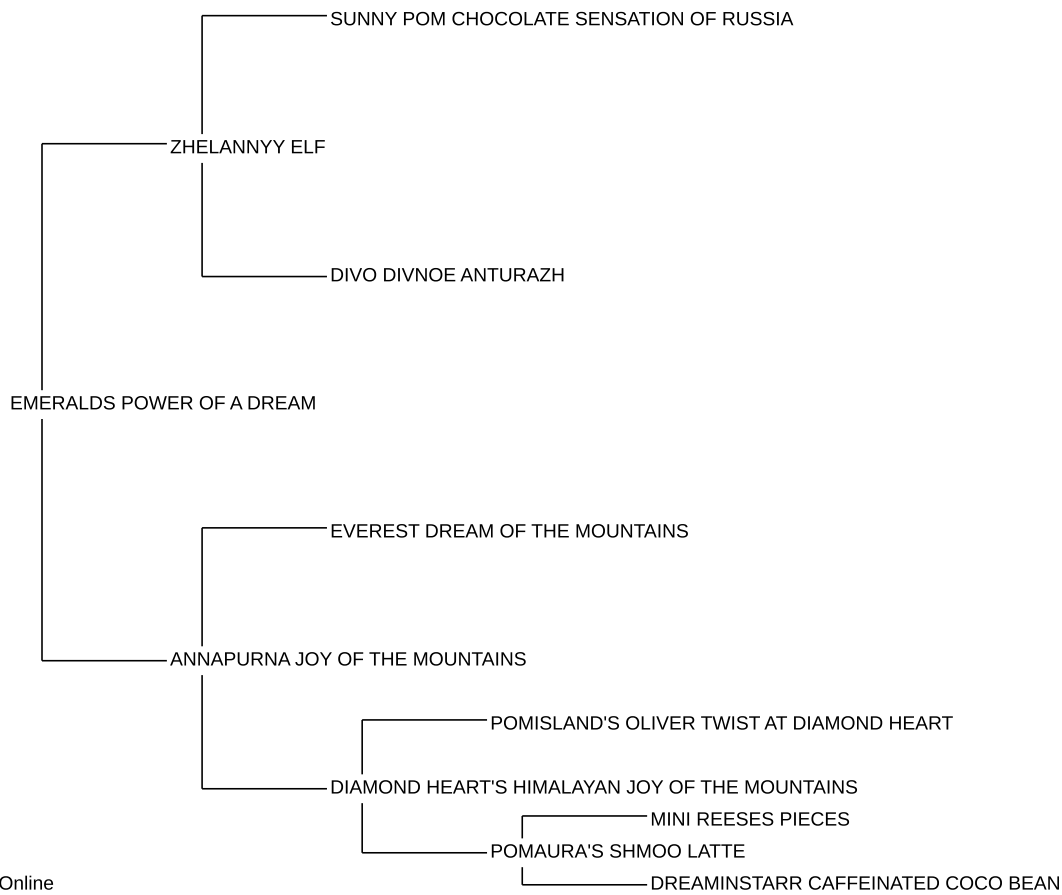 SUNNY POM CHOCOLATE SENSATION OF RUSSIA
ZHELANNYY ELF
DIVO DIVNOE ANTURAZH
EMERALDS POWER OF A DREAM
EVEREST DREAM OF THE MOUNTAINS
ANNAPURNA JOY OF THE MOUNTAINS
POMISLAND'S OLIVER TWIST AT DIAMOND HEART
DIAMOND HEART'S HIMALAYAN JOY OF THE MOUNTAINS
MINI REESES PIECES
POMAURA'S SHMOO LATTE
Online
DREAMINSTARR CAFFEINATED COCO BEAN